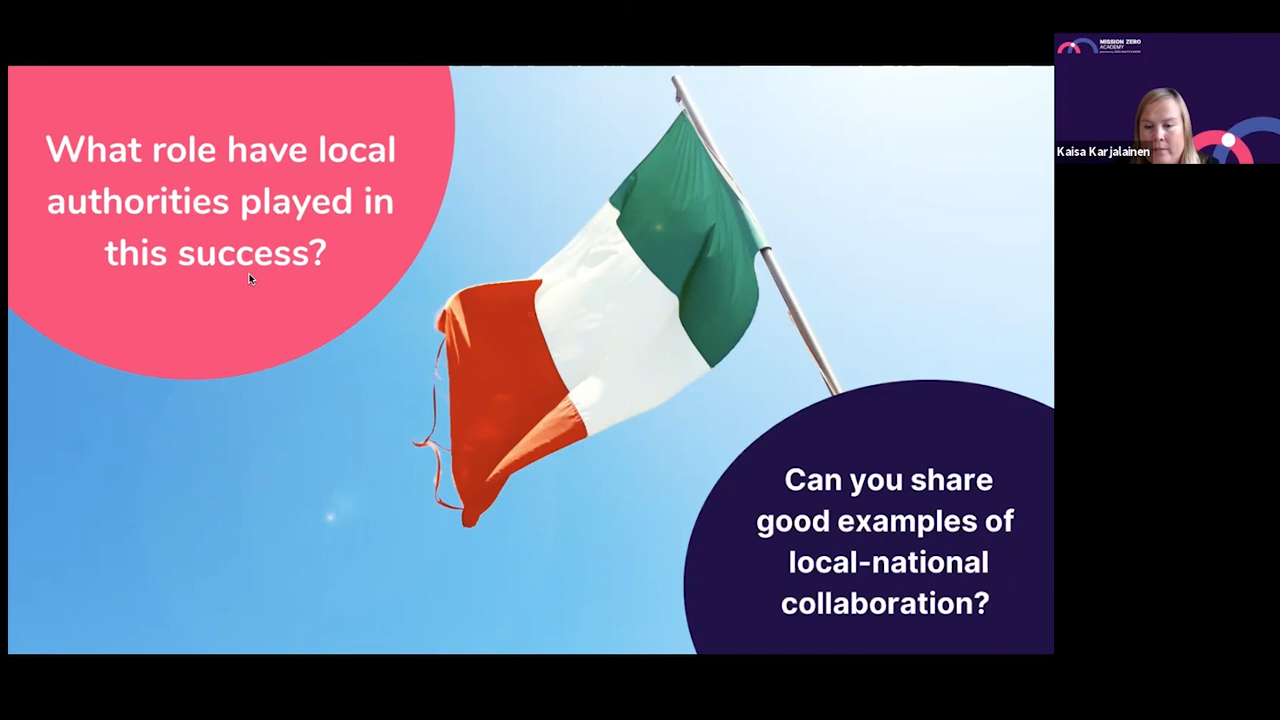 What role have local
authorities played in
this success?
Can you share
good examples of
local-national
collaboration?
MISSION ZERO
ACADEMY
Kaisa Karjalainen